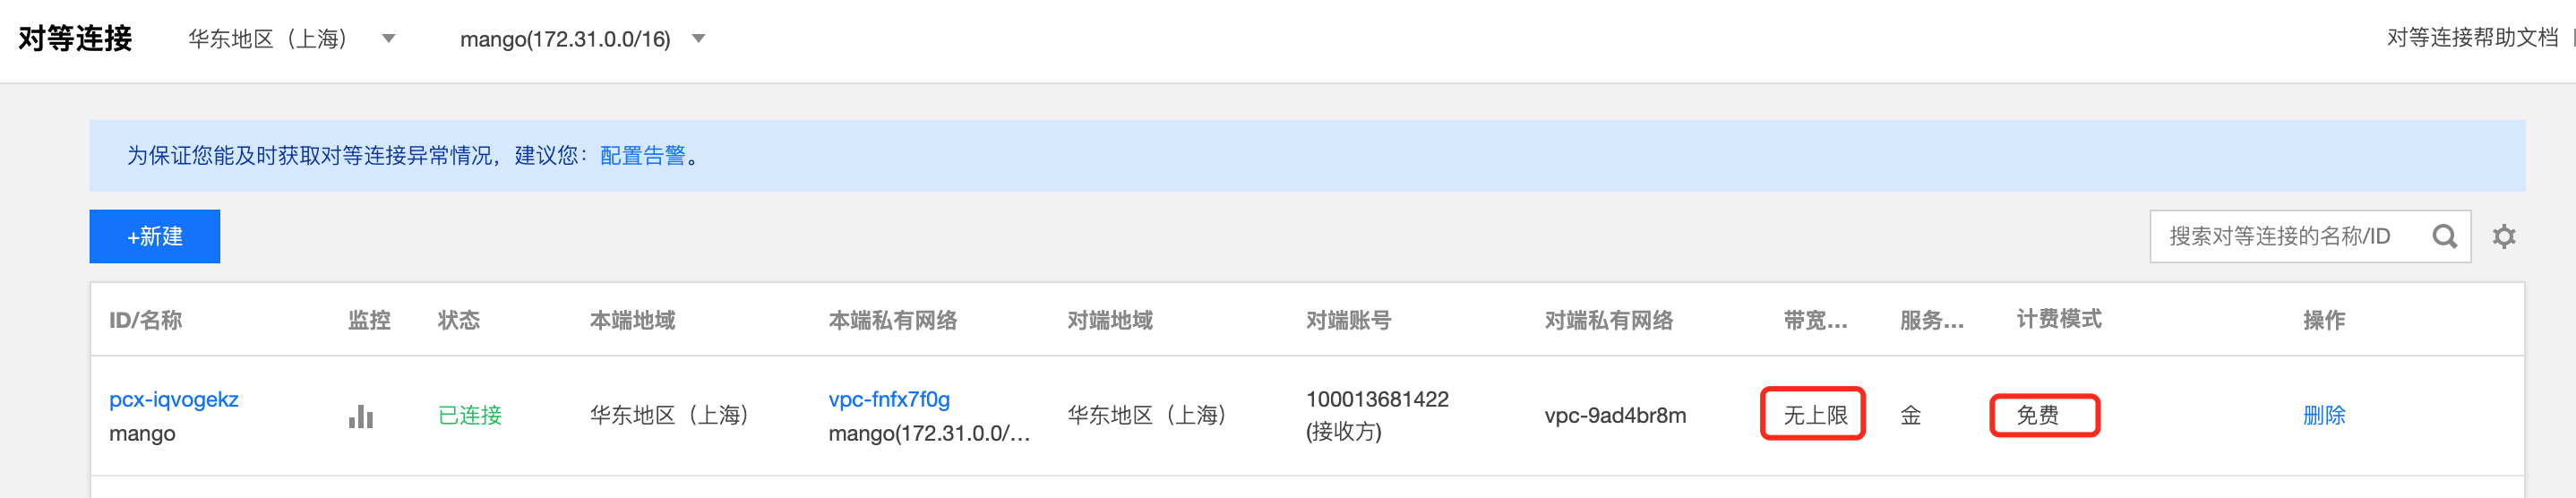 对等连接 华东地区（上海） mango(172.31.0.0/16) 对等连接帮助文档
为保证您能及时获取对等连接异常情况，建议您：配置告警。
+新建 搜索对等连接的名称/ID
ID/名称 监控 状态 本端地域 本端私有网络 对端地域 对端账号 对端私有网络 带宽... 服务... 计费模式 操作
pcx-iqvogekz vpc-fnfx7f0g 100013681422
已连接 华东地区（上海） 华东地区（上海） vpc-9ad4br8m 无上限 金 免费 删除
mango mango(172.31.0.0/... (接收方)